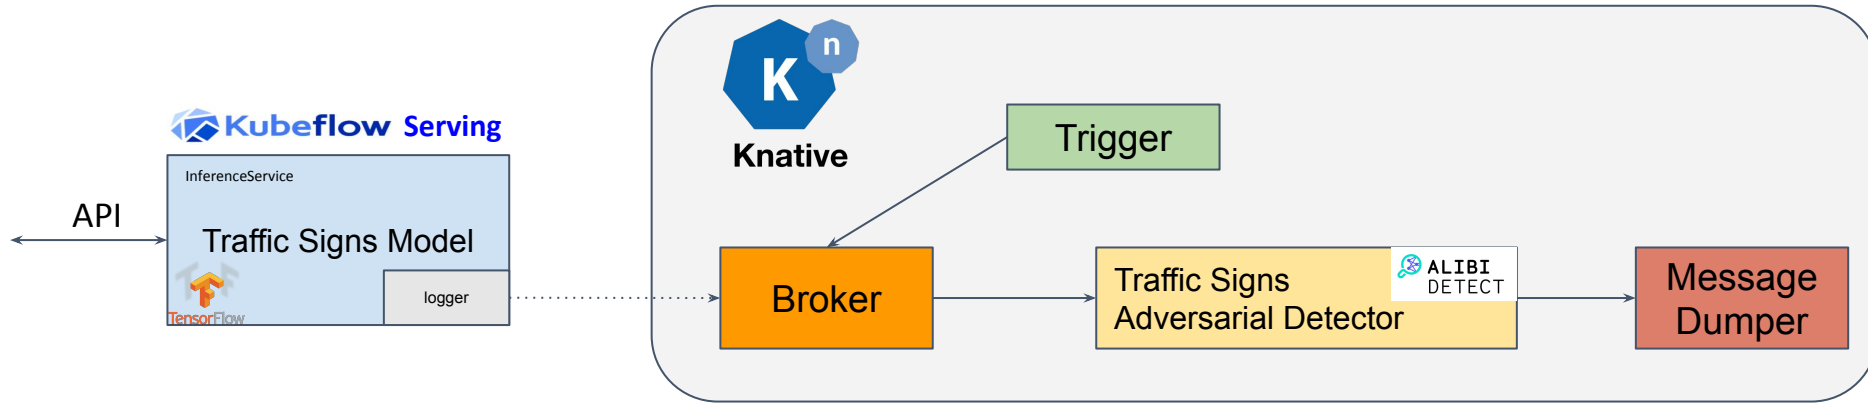 Kubeflow Serving
InferenceService
API
Traffic Signs Model
TensorFlow
logger
K
n
Knative
Trigger
Broker
Traffic Signs
Adversarial Detector
ALIBI
DETECT
Message
Dumper